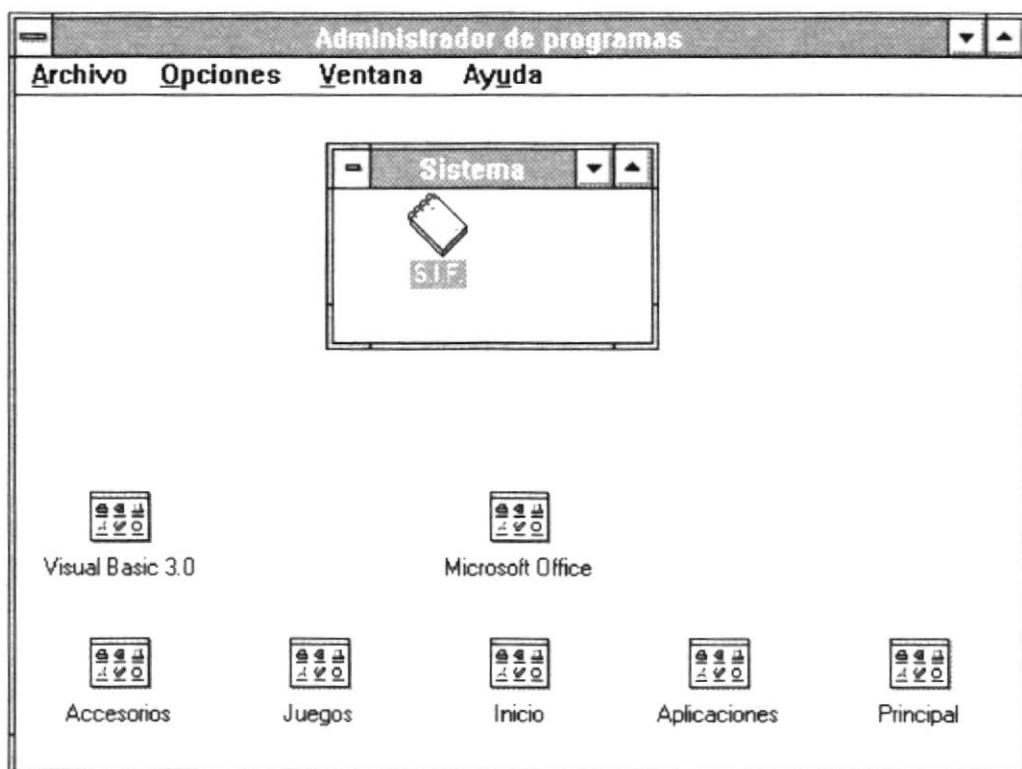 Administrador de programas
Archivo Opciones Ventana Ayuda
Sistema
S.I.F.
Visual Basic 3.0 Microsoft Office
Accesorios Juegos Inicio Aplicaciones Principal